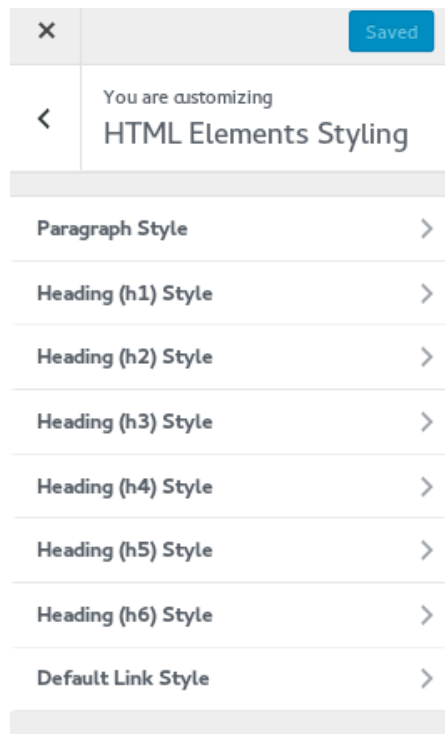 Saved
You are customizing
HTML Elements Styling
Paragraph Style
Heading (h1) Style
Heading (h2) Style
Heading (h3) Style
Heading (h4) Style
Heading (h5) Style
Heading (h6) Style
Default Link Style